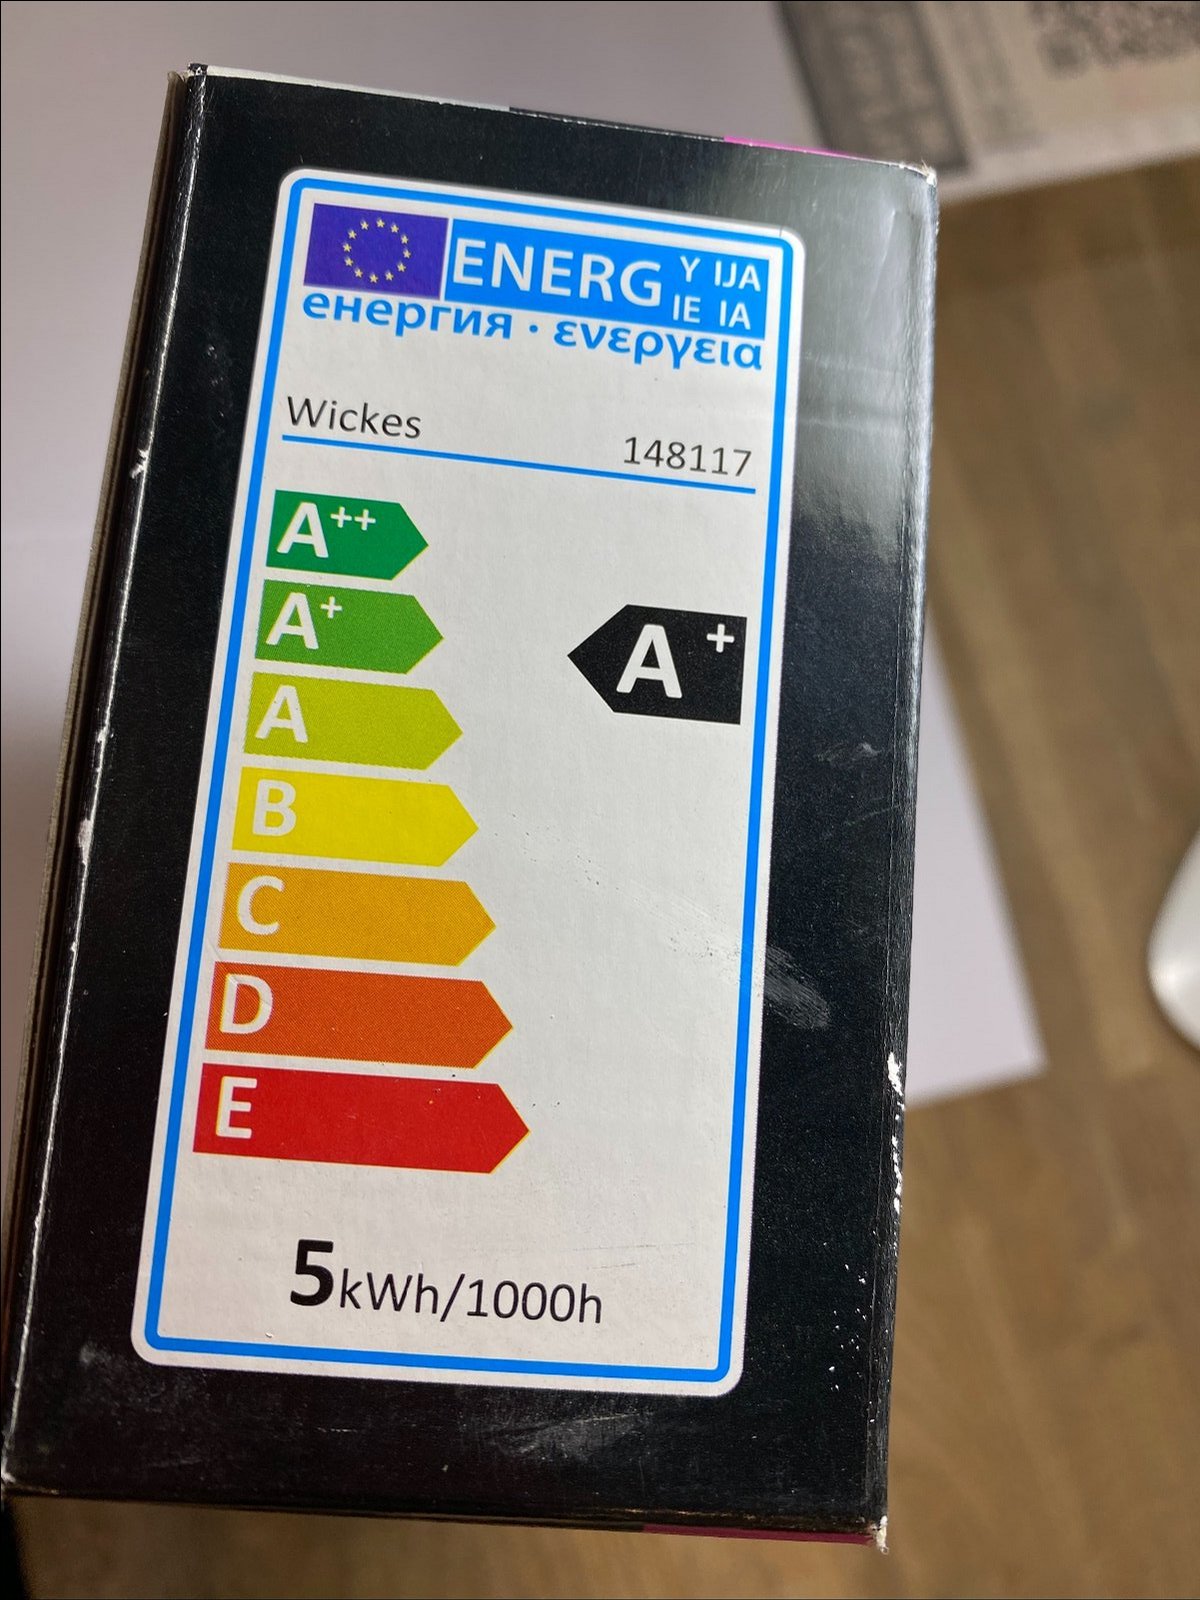 ENERG Y IJA
IE IA
енергия · ενεργεια
Wickes
148117
A++
A+
A+
A
B
C
D
E
5kWh/1000h